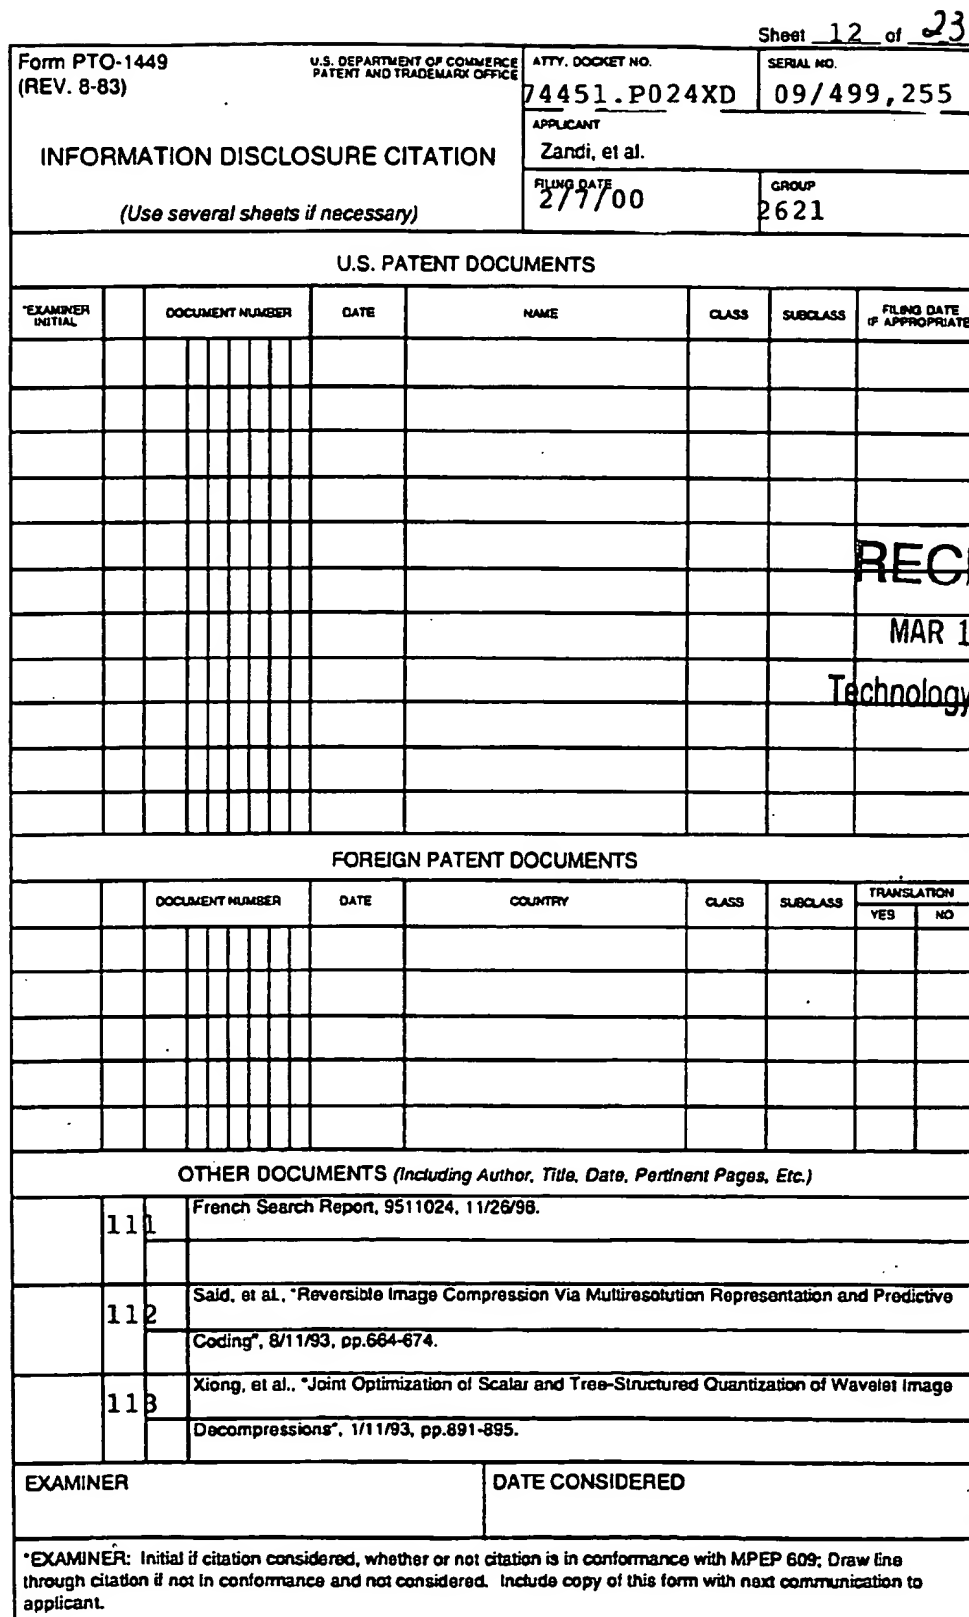 Sheet 12 of 23
Form PTO-1449
(REV. 8-83)
U.S. DEPARTMENT OF COMMERCE
PATENT AND TRADEMARK OFFICE
ATTY. DOCKET NO.
74451.P024XD
SERIAL NO.
09/499,255
INFORMATION DISCLOSURE CITATION
(Use several sheets if necessary)
APPLICANT
Zandi, et al.
FILING DATE
2/7/00
GROUP
2621
U.S. PATENT DOCUMENTS
*EXAMINER INITIAL
DOCUMENT NUMBER
DATE
NAME
CLASS
SUBCLASS
FILING DATE
IF APPROPRIATE
RECE
MAR 1
Technology
FOREIGN PATENT DOCUMENTS
DOCUMENT NUMBER
DATE
COUNTRY
CLASS
SUBCLASS
TRANSLATION
YES NO
OTHER DOCUMENTS (Including Author, Title, Date, Pertinent Pages, Etc.)
111 French Search Report, 9511024, 11/26/98.
112 Said, et al., "Reversible Image Compression Via Multiresolution Representation and Predictive
Coding", 8/11/93, pp.664-674.
113 Xiong, et al., "Joint Optimization of Scalar and Tree-Structured Quantization of Wavelet Image
Decompressions", 1/11/93, pp.891-895.
EXAMINER
DATE CONSIDERED
*EXAMINER: Initial if citation considered, whether or not citation is in conformance with MPEP 609; Draw line
through citation if not in conformance and not considered. Include copy of this form with next communication to
applicant.